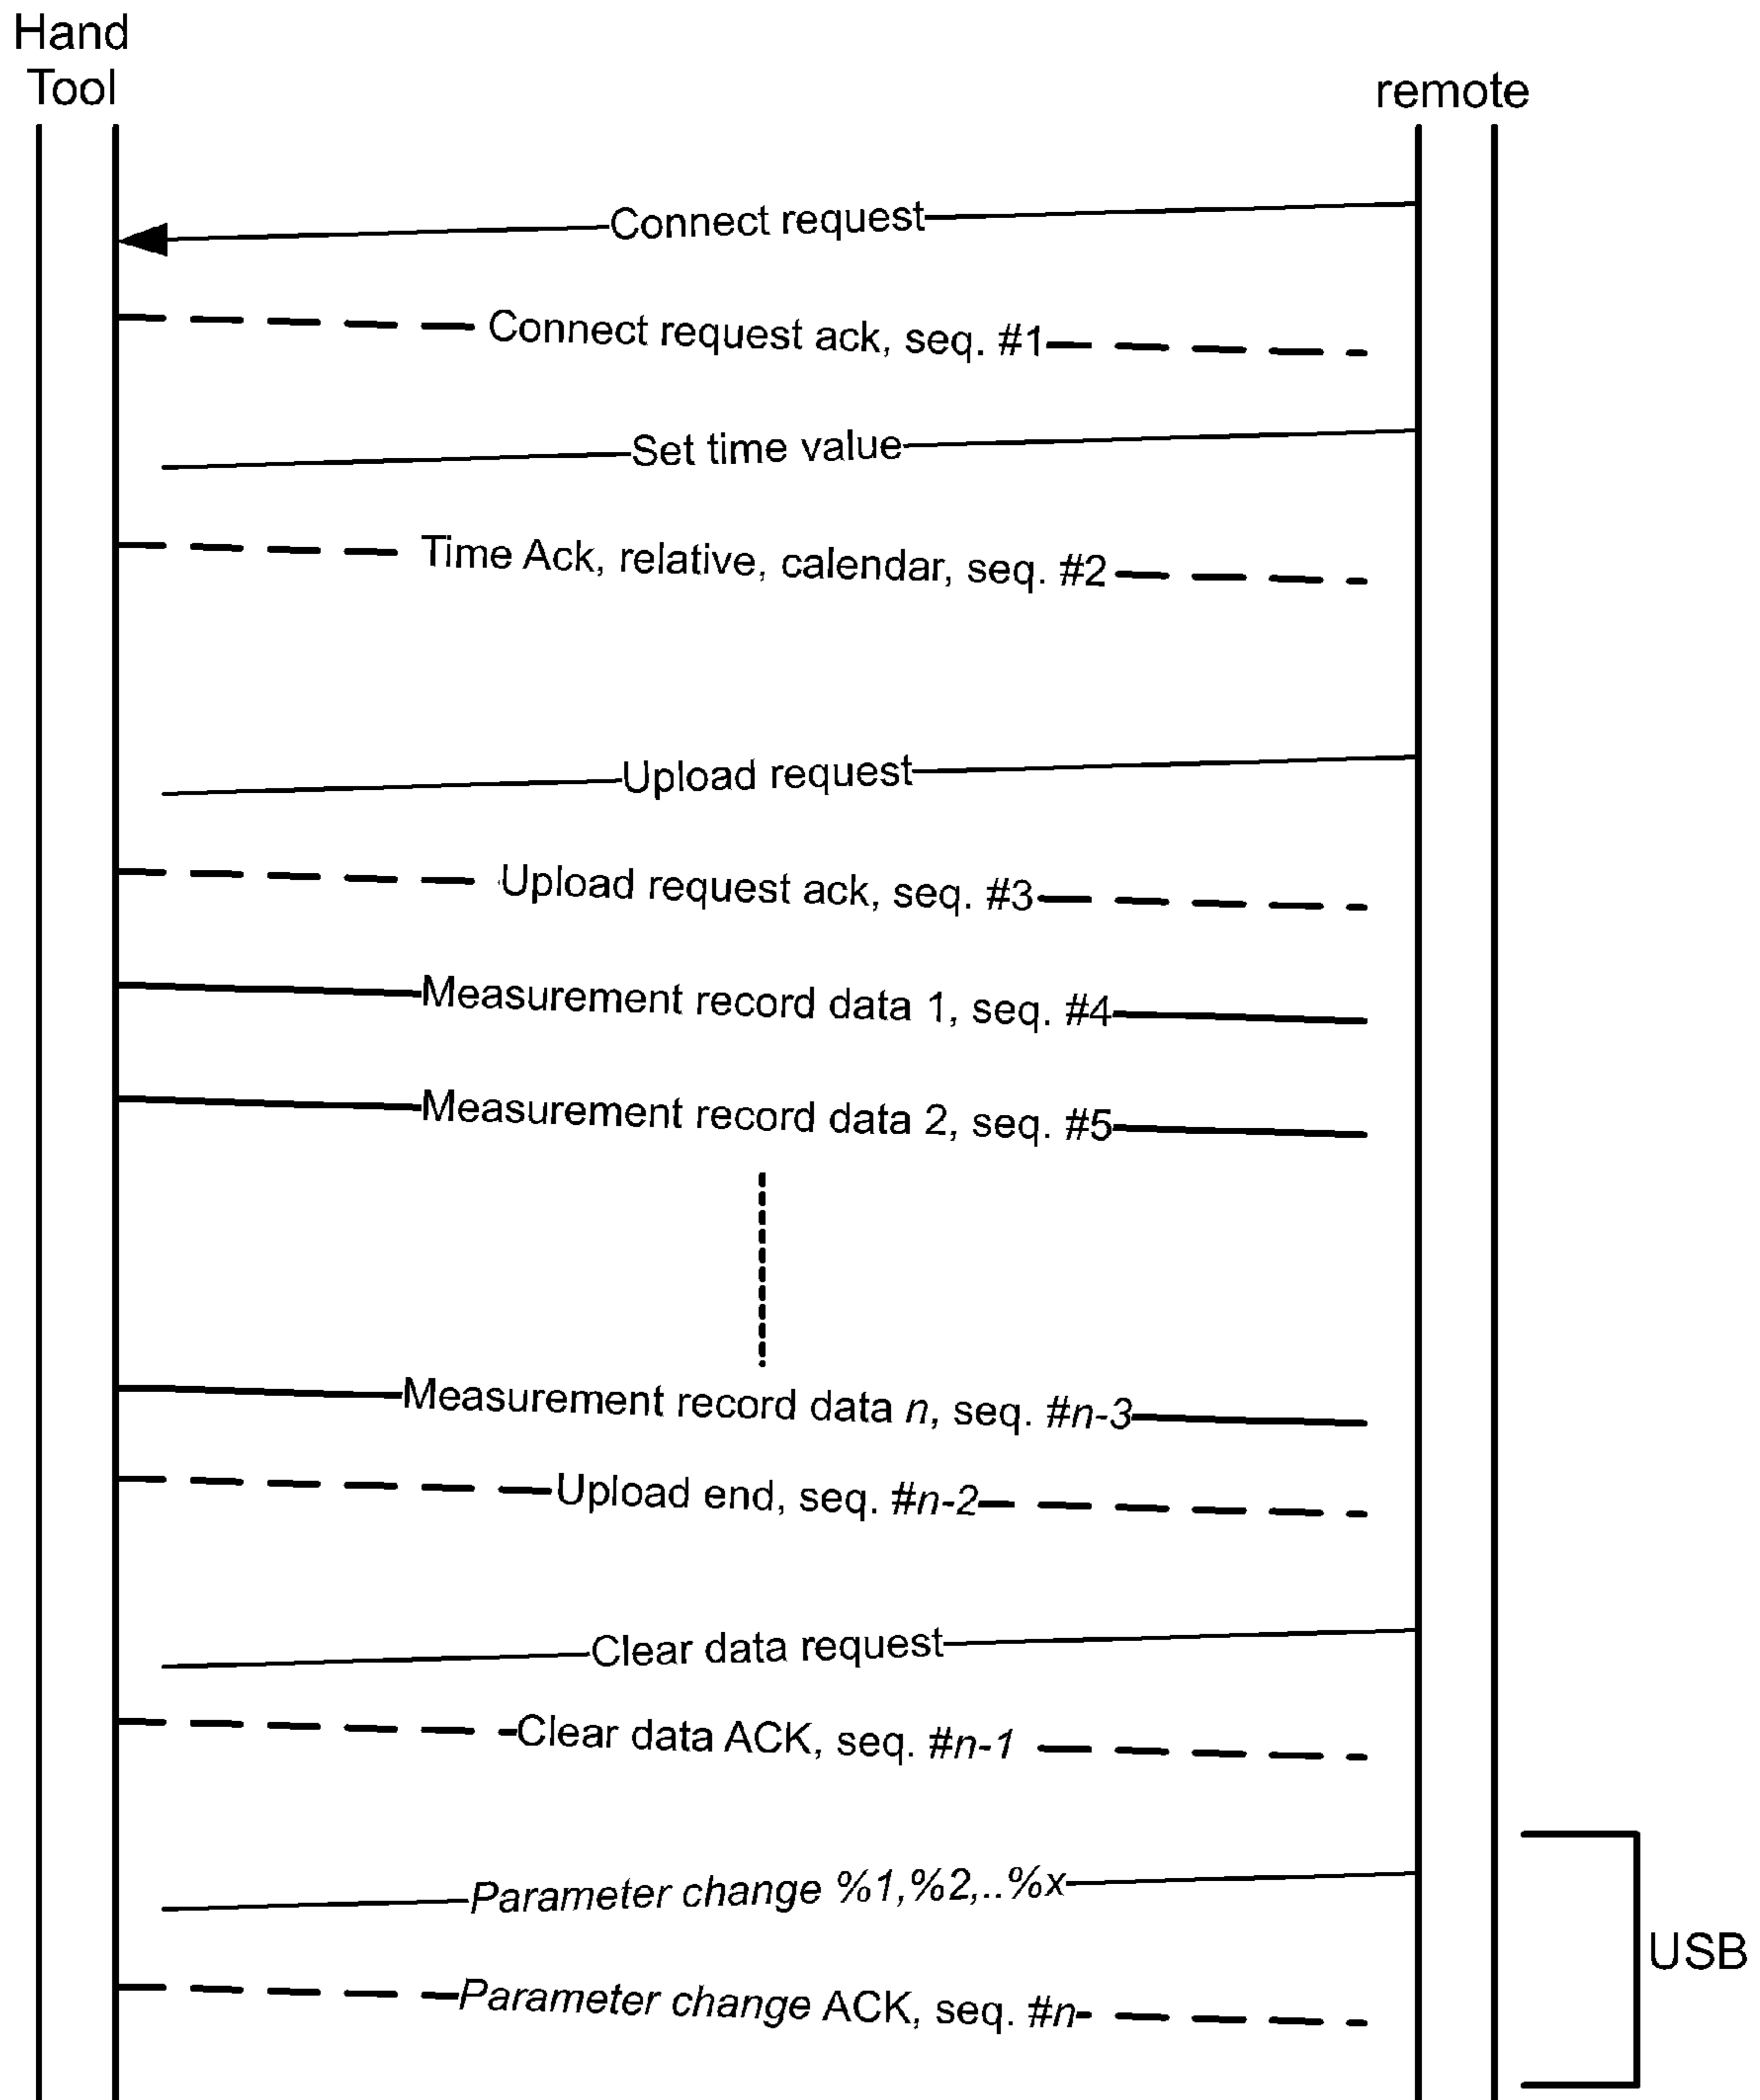 Hand
Tool
remote
Connect request
Connect request ack, seq. #1
Set time value
Time Ack, relative, calendar, seq. #2
Upload request
Upload request ack, seq. #3
Measurement record data 1, seq. #4
Measurement record data 2, seq. #5
Measurement record data n, seq. #n-3
Upload end, seq. #n-2
Clear data request
Clear data ACK, seq. #n-1
Parameter change %1,%2,..%x
USB
Parameter change ACK, seq. #n